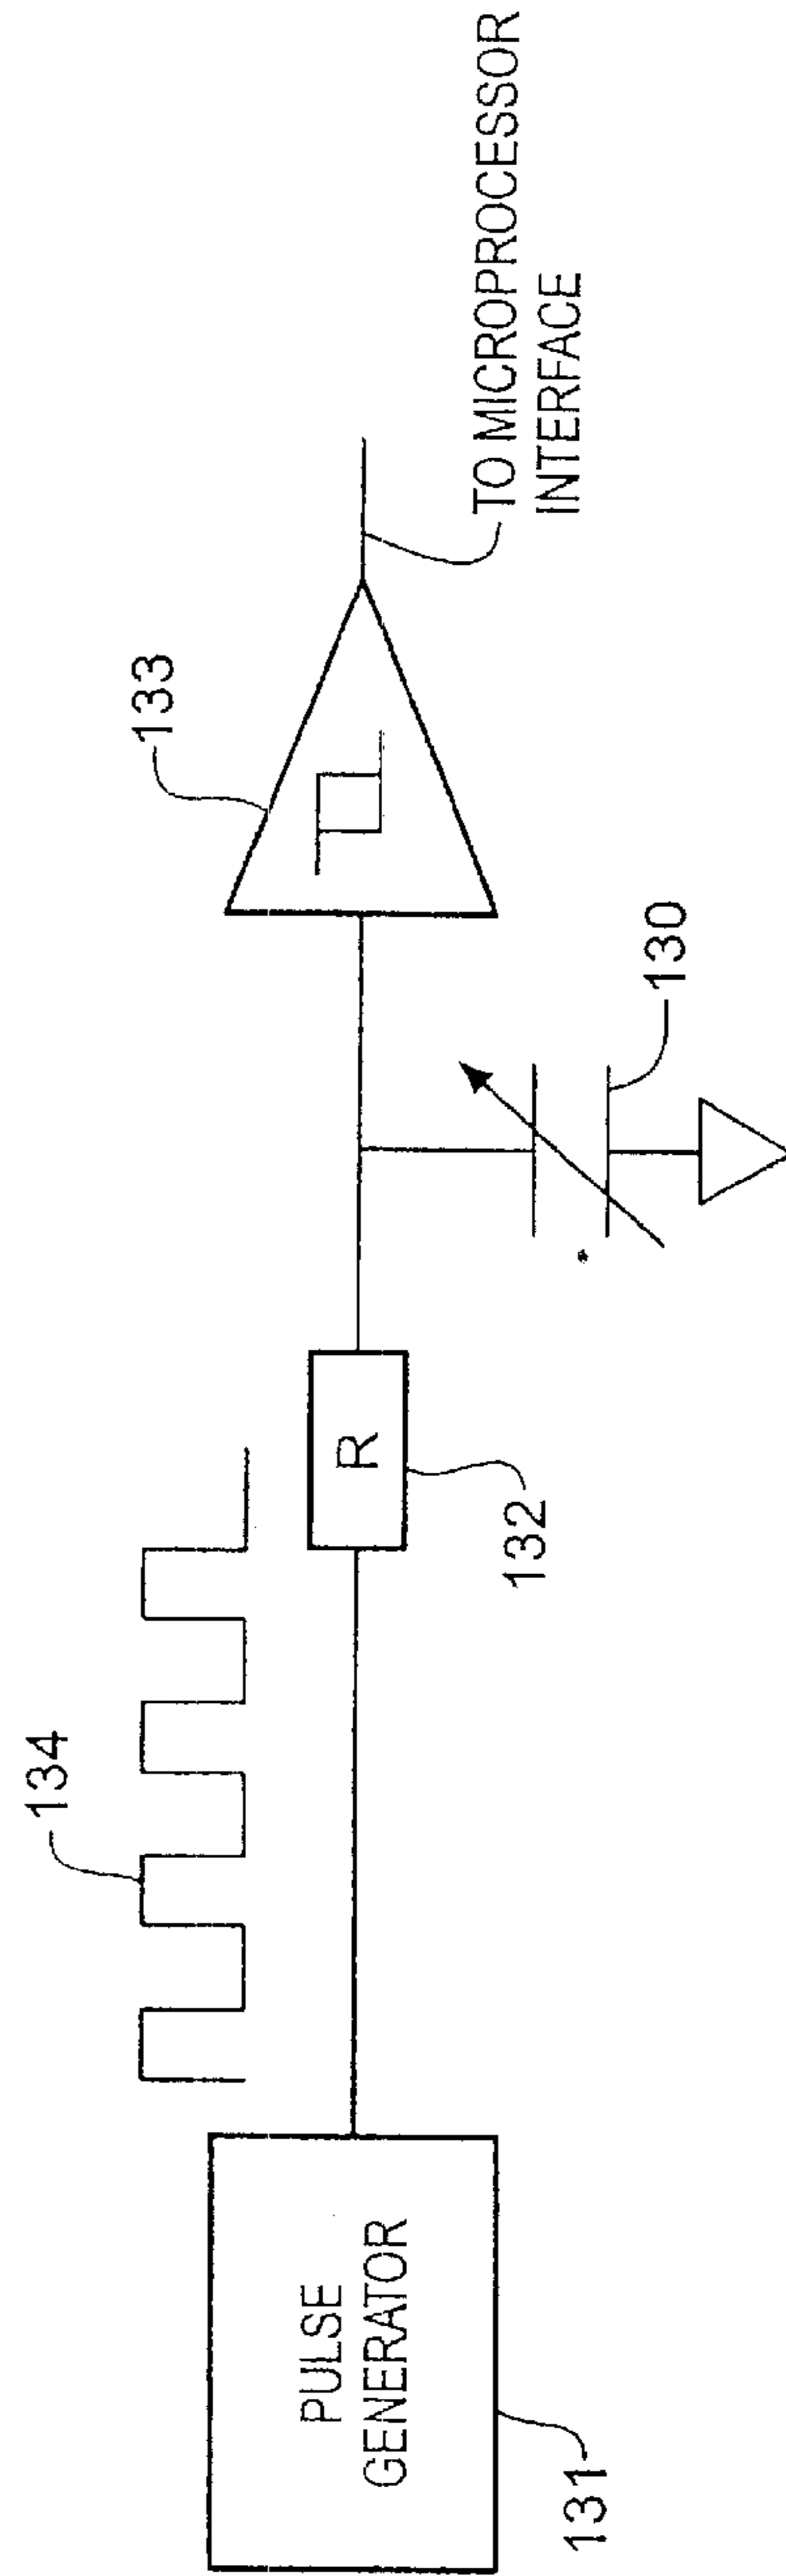 134
133
PULSE
GENERATOR
R
131
132
130
TO MICROPROCESSOR
INTERFACE